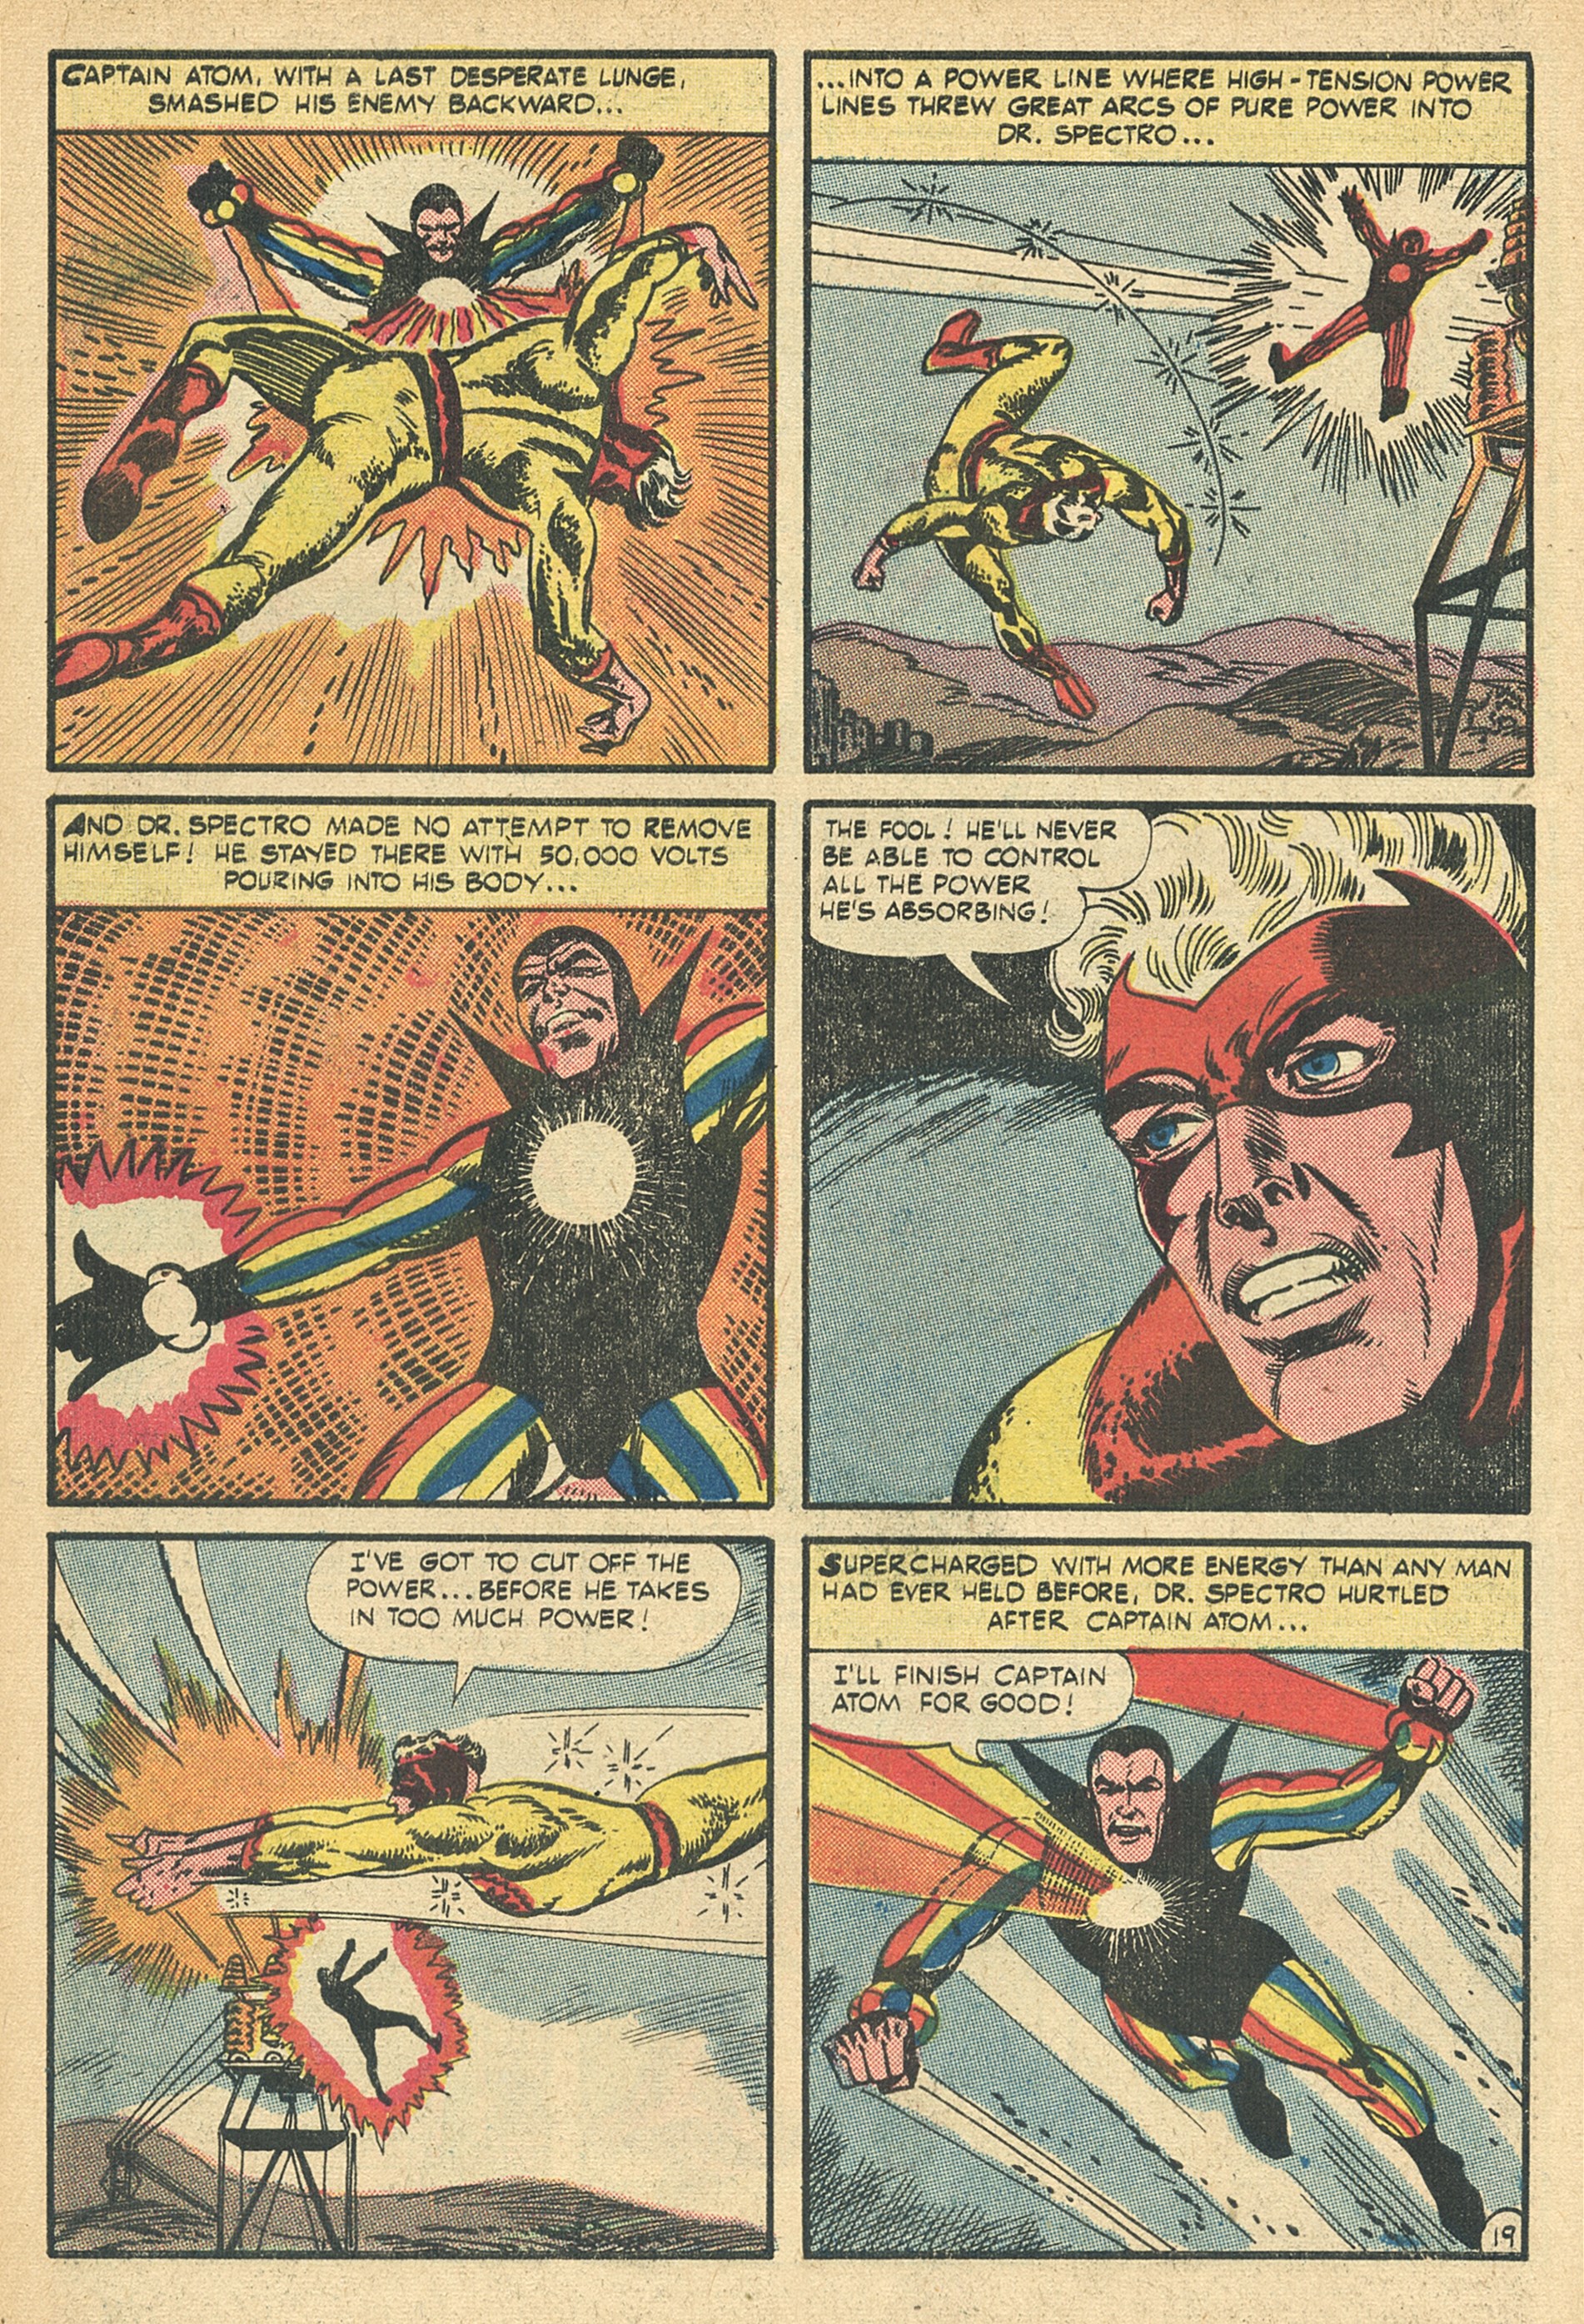 CAPTAIN ATOM, WITH A LAST DESPERATE LUNGE,
SMASHED HIS ENEMY BACKWARD...
...INTO A POWER LINE WHERE HIGH-TENSION POWER
LINES THREW GREAT ARCS OF PURE POWER INTO
DR. SPECTRO...
AND DR. SPECTRO MADE NO ATTEMPT TO REMOVE
HIMSELF! HE STAYED THERE WITH 50,000 VOLTS
POURING INTO HIS BODY...
THE FOOL! HE'LL NEVER
BE ABLE TO CONTROL
ALL THE POWER
HE'S ABSORBING!
I'VE GOT TO CUT OFF THE
POWER...BEFORE HE TAKES
IN TOO MUCH POWER!
SUPERCHARGED WITH MORE ENERGY THAN ANY MAN
HAD EVER HELD BEFORE, DR. SPECTRO HURTLED
AFTER CAPTAIN ATOM...
I'LL FINISH CAPTAIN
ATOM FOR GOOD!
19